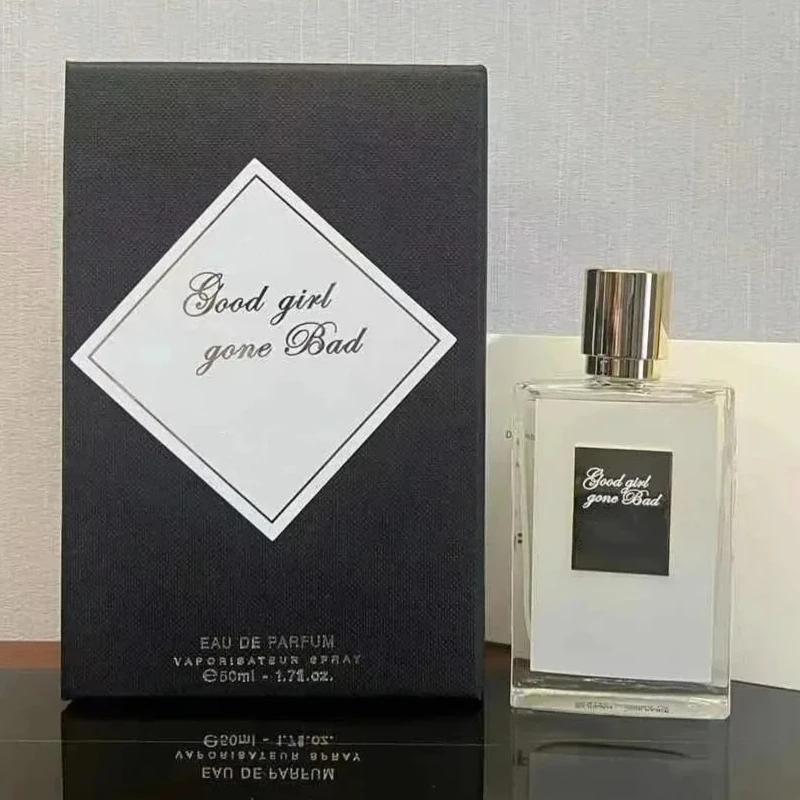 Good girl
gone Bad
EAU DE PARFUM
VAPORISATEUR SPRAY
℮50ml - 1.7fl.oz.
Good girl
gone Bad